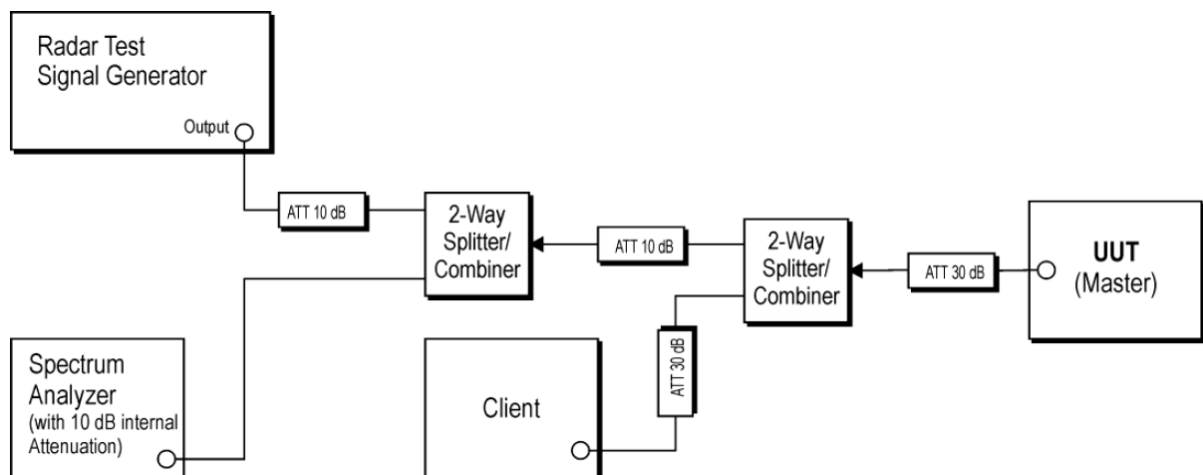 Radar Test
Signal Generator
Output
ATT 10 dB
2-Way
Splitter/
Combiner
ATT 10 dB
2-Way
Splitter/
Combiner
ATT 30 dB
UUT
(Master)
ATT 30 dB
Spectrum
Analyzer
(with 10 dB internal
Attenuation)
Client